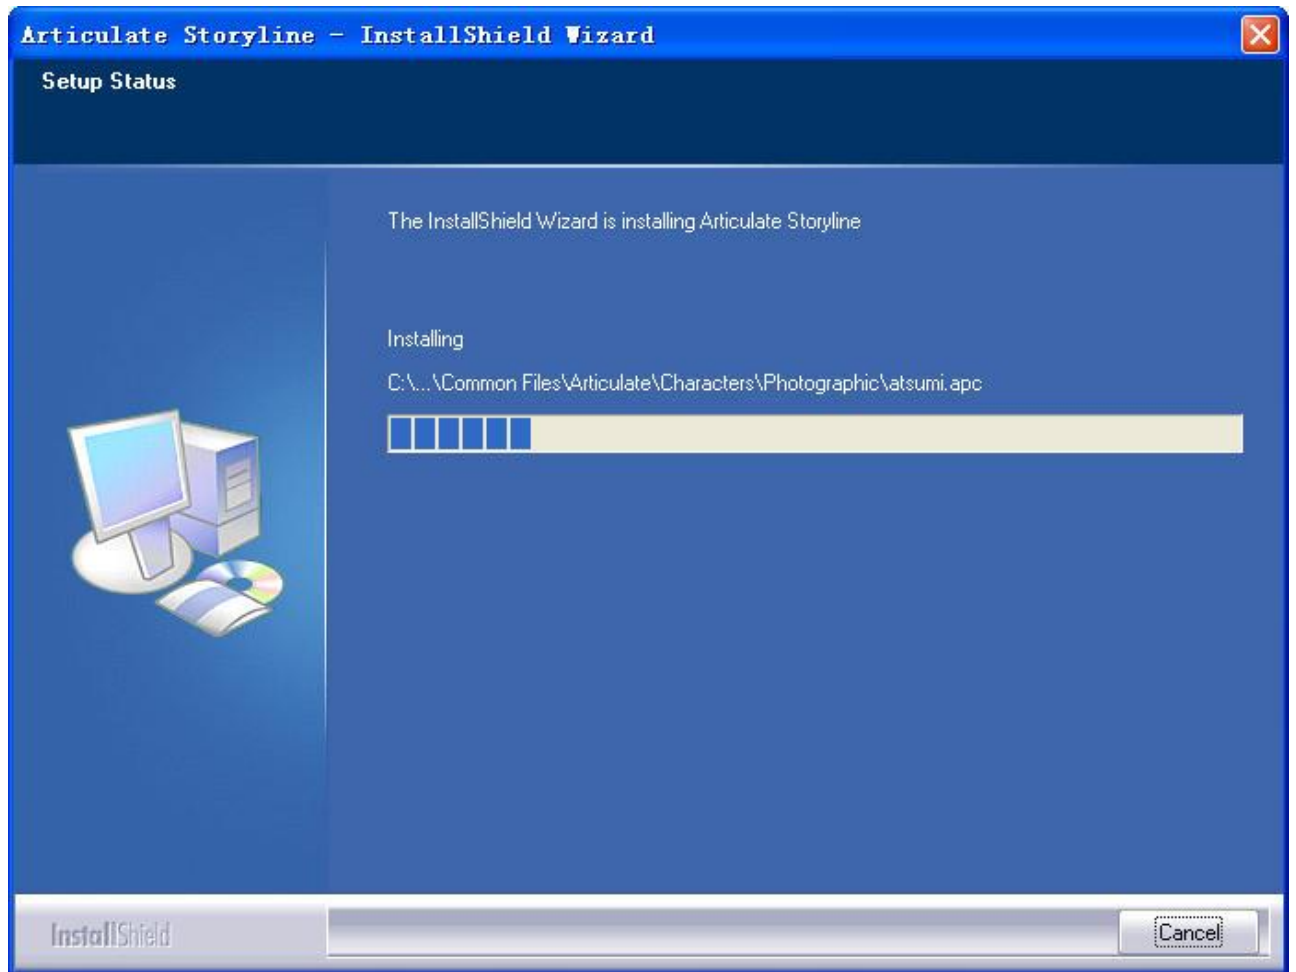 Articulate Storyline - InstallShield Wizard
Setup Status
The InstallShield Wizard is installing Articulate Storyline
Installing
C:\...\Common Files\Articulate\Characters\Photographic\atsumi.apc
InstallShield
Cancel